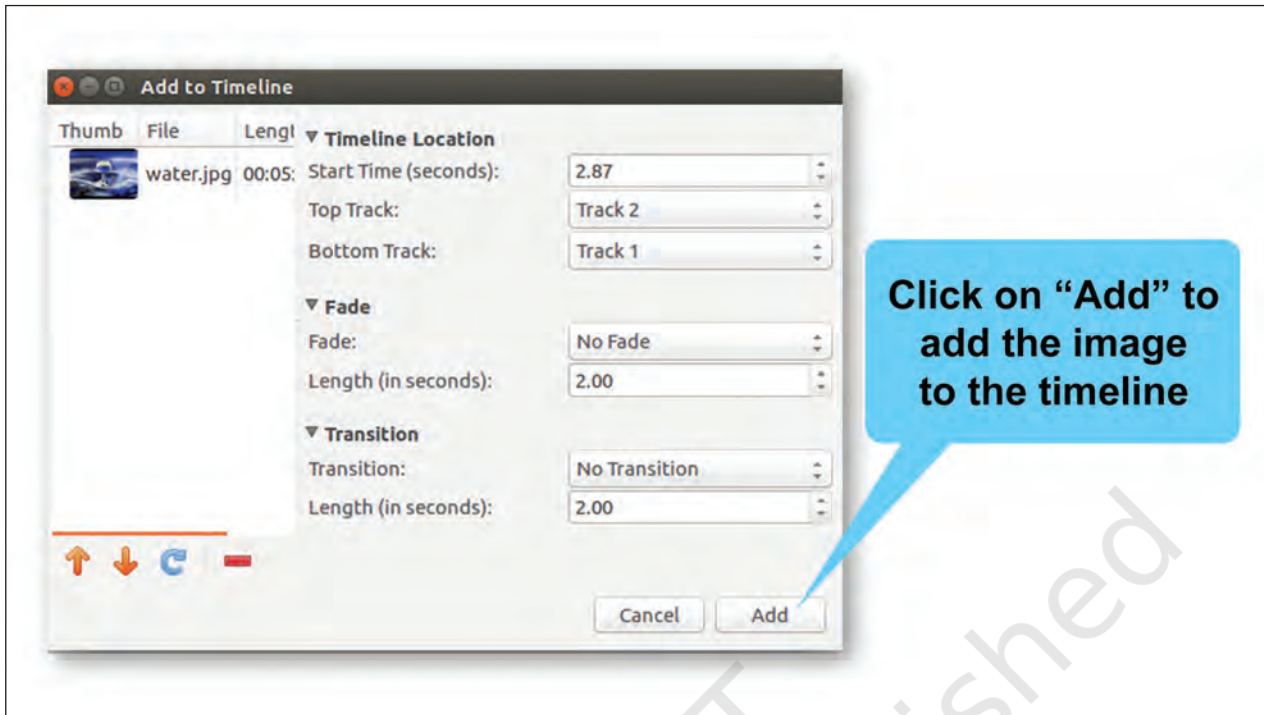 Add to Timeline
Thumb File Lengt
water.jpg 00:05:
▼ Timeline Location
Start Time (seconds): 2.87
Top Track: Track 2
Bottom Track: Track 1
▼ Fade
Fade: No Fade
Length (in seconds): 2.00
▼ Transition
Transition: No Transition
Length (in seconds): 2.00
Cancel Add
Click on “Add” to
add the image
to the timeline